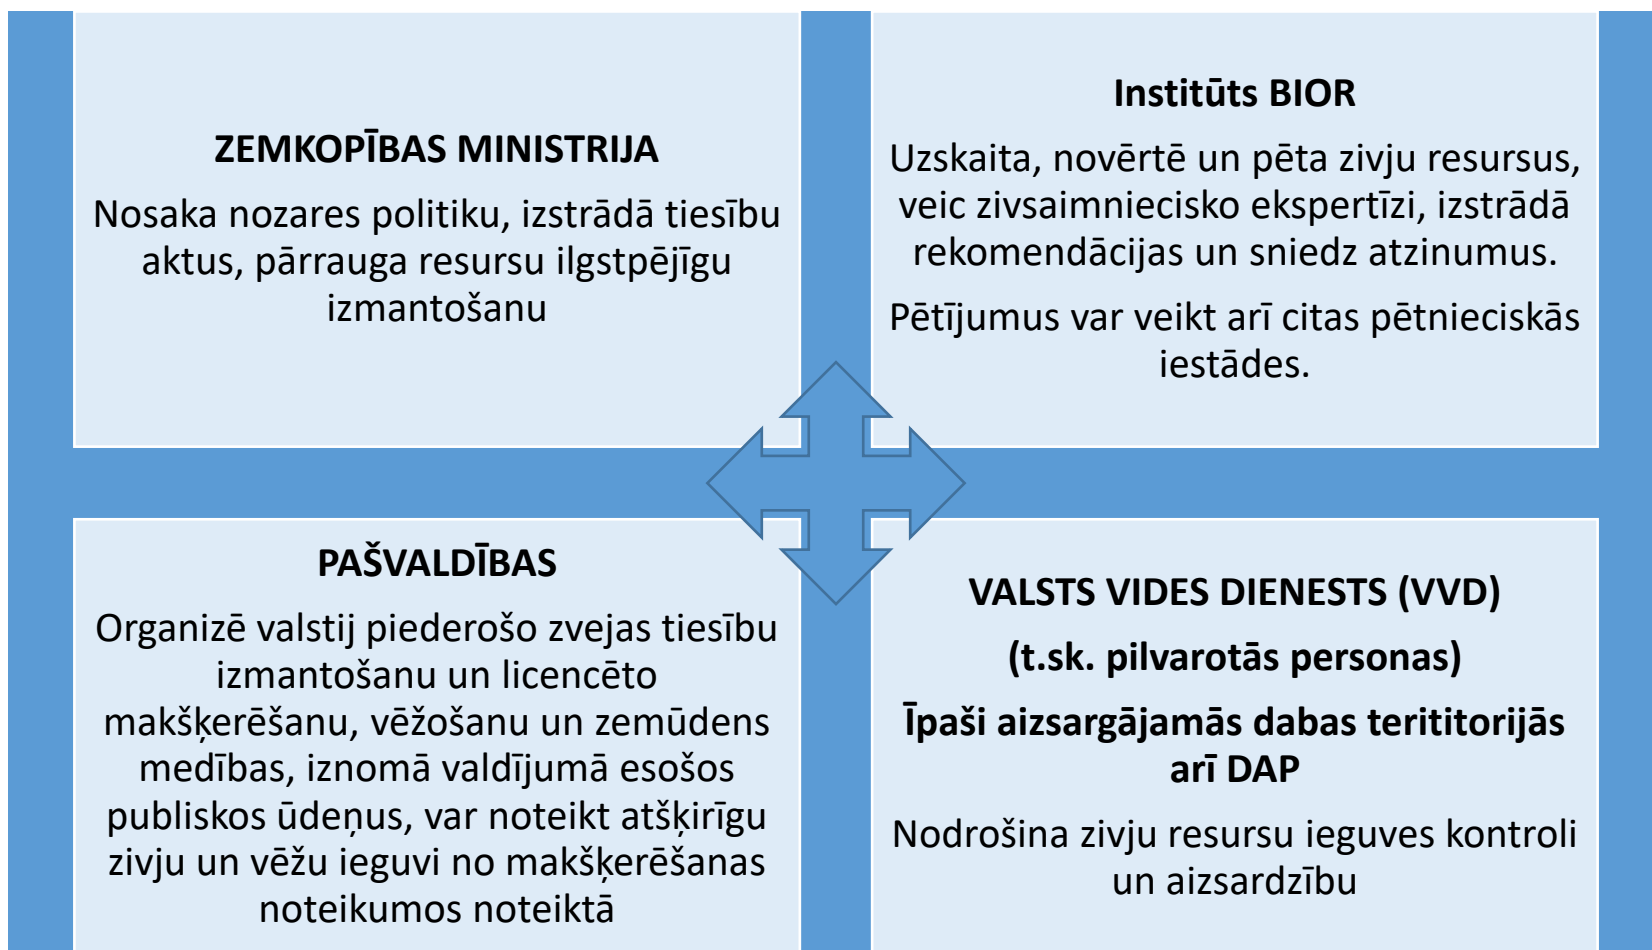 ZEMKOPĪBAS MINISTRIJA
Nosaka nozares politiku, izstrādā tiesību
aktus, pārrauga resursu ilgstpējīgu
izmantošanu
Institūts BIOR
Uzskaita, novērtē un pēta zivju resursus,
veic zivsaimniecisko ekspertīzi, izstrādā
rekomendācijas un sniedz atzinumus.
Pētījumus var veikt arī citas pētnieciskās
iestādes.
PAŠVALDĪBAS
Organizē valstij piederošo zvejas tiesību
izmantošanu un licencēto
makšķerēšanu, vēžošanu un zemūdens
medības, iznomā valdījumā esošos
publiskos ūdeņus, var noteikt atšķirīgu
zivju un vēžu ieguvi no makšķerēšanas
noteikumos noteiktā
VALSTS VIDES DIENESTS (VVD)
(t.sk. pilvarotās personas)
Īpaši aizsargājamās dabas terititorijās
arī DAP
Nodrošina zivju resursu ieguves kontroli
un aizsardzību